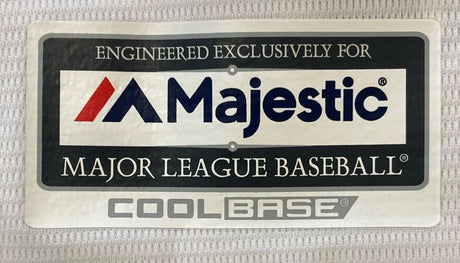 ENGINEERED EXCLUSIVELY FOR
Majestic®
MAJOR LEAGUE BASEBALL®
COOLBASE®